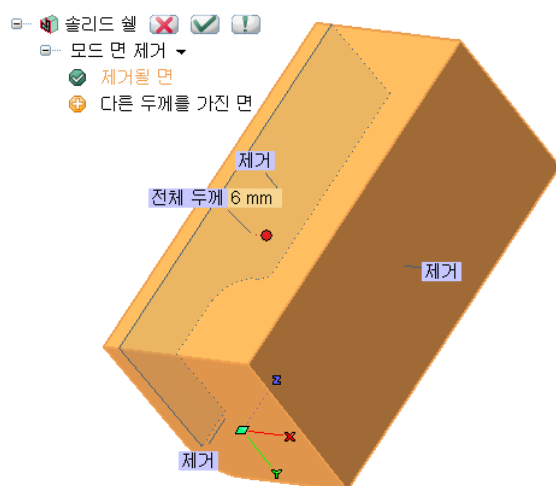 솔리드 쉘
모드 면 제거
제거될 면
다른 두께를 가진 면
제거
전체 두께 6 mm
제거
Z
X
Y
제거